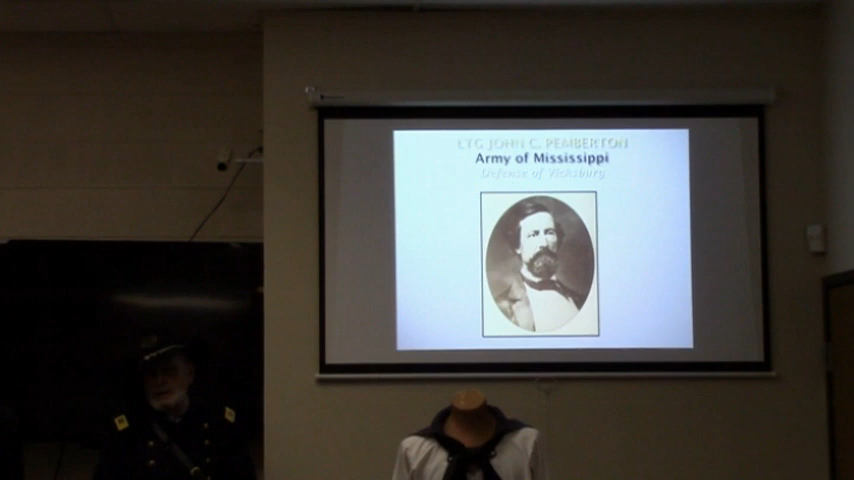 LTG JOHN C. PEMBERTON
Army of Mississippi
Defense of Vicksburg